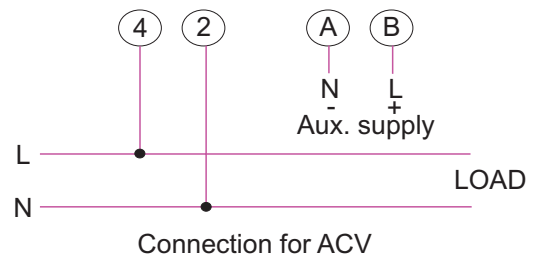 4 2 A B
N L
- +
Aux. supply
L
LOAD
N
Connection for ACV